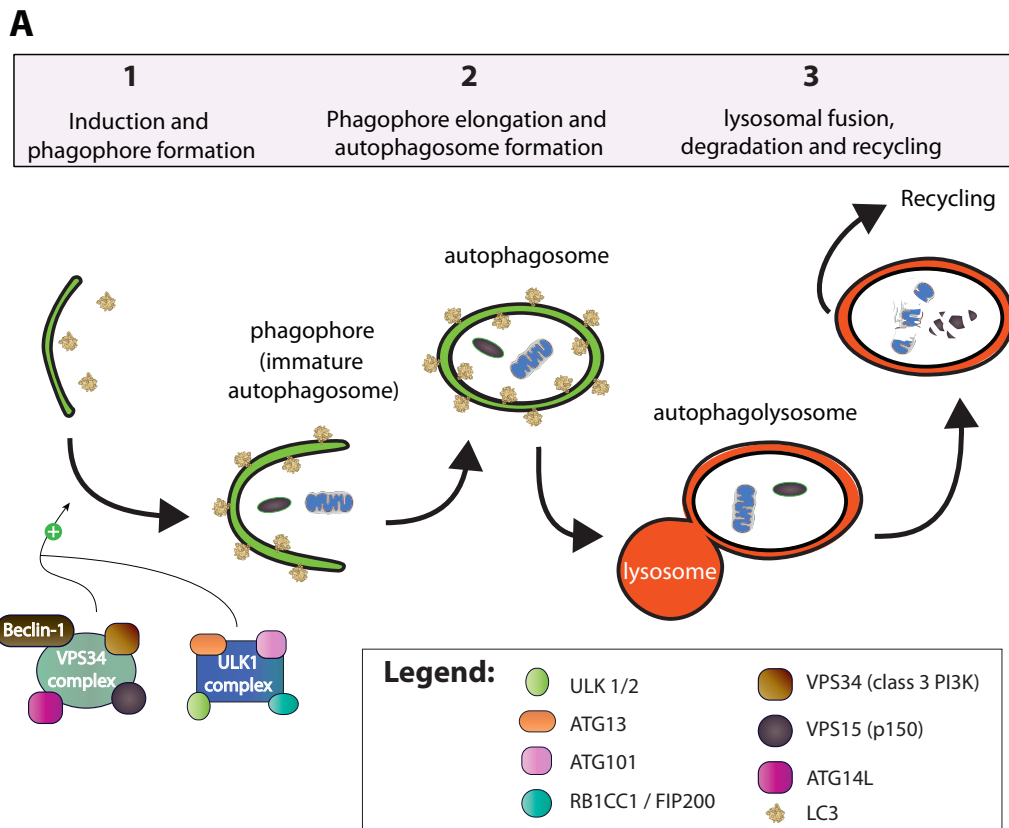 A
1
Induction and
phagophore formation
2
Phagophore elongation and
autophagosome formation
3
lysosomal fusion,
degradation and recycling
Recycling
autophagosome
phagophore
(immature
autophagosome)
autophagolysosome
lysosome
+
Beclin-1
VPS34
complex
ULK1
complex
Legend:
ULK 1/2
ATG13
ATG101
RB1CC1 / FIP200
VPS34 (class 3 PI3K)
VPS15 (p150)
ATG14L
LC3